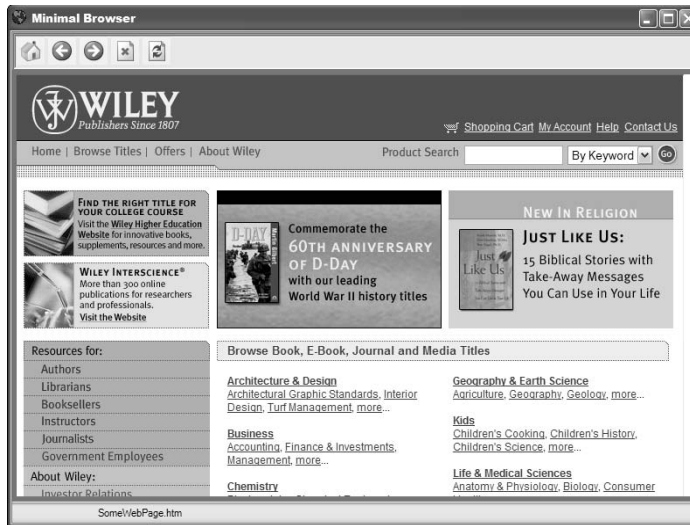 Minimal Browser
WILEY
Publishers Since 1807
Shopping Cart My Account Help Contact Us
Home | Browse Titles | Offers | About Wiley
Product Search By Keyword Go
FIND THE RIGHT TITLE FOR
YOUR COLLEGE COURSE
Visit the Wiley Higher Education
Website for innovative books,
supplements, resources and more.
WILEY INTERSCIENCE®
More than 300 online
publications for researchers
and professionals.
Visit the Website
D-DAY
Martin Gilbert
Commemorate the
60TH ANNIVERSARY
OF D-DAY
with our leading
World War II history titles
NEW IN RELIGION
Just
Like Us
JUST LIKE US:
15 Biblical Stories with
Take-Away Messages
You Can Use in Your Life
Resources for:
Authors
Librarians
Booksellers
Instructors
Journalists
Government Employees
About Wiley:
Investor Relations
Browse Book, E-Book, Journal and Media Titles
Architecture & Design
Architectural Graphic Standards, Interior
Design, Turf Management, more...
Business
Accounting, Finance & Investments,
Management, more...
Chemistry
Geography & Earth Science
Agriculture, Geography, Geology, more...
Kids
Children's Cooking, Children's History,
Children's Science, more...
Life & Medical Sciences
Anatomy & Physiology, Biology, Consumer
SomeWebPage.htm